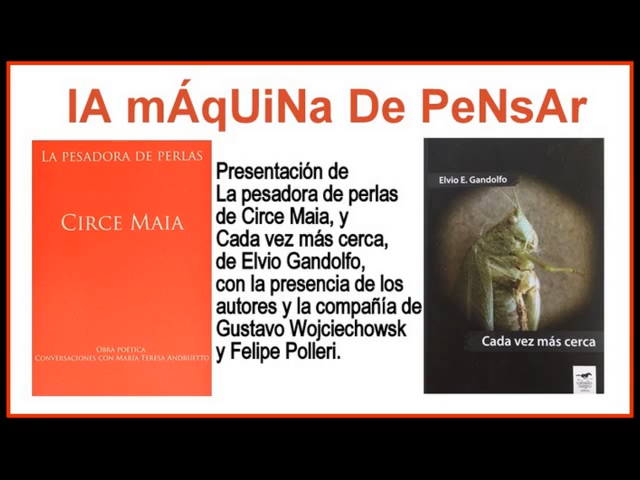 lA mÁqUiNa De PeNsAr
LA PESADORA DE PERLAS
CIRCE MAIA
OBRA POÉTICA
CONVERSACIONES CON MARÍA TERESA ANDRUETTO
Presentación de
La pesadora de perlas
de Circe Maia, y
Cada vez más cerca,
de Elvio Gandolfo,
con la presencia de los
autores y la compañía de
Gustavo Wojciechowsk
y Felipe Polleri.
Elvio E. Gandolfo
Cada vez más cerca